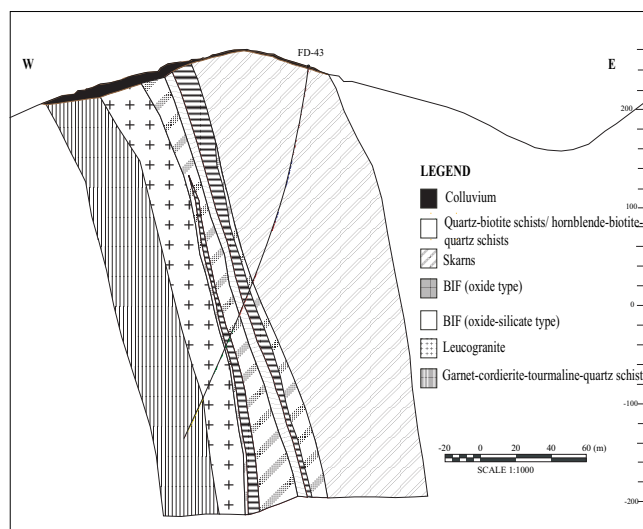 FD-43
W
E
200
100
0
-100
-200
LEGEND
Colluvium
Quartz-biotite schists/ hornblende-biotite-
quartz schists
Skarns
BIF (oxide type)
BIF (oxide-silicate type)
Leucogranite
Garnet-cordierite-tourmaline-quartz schist
-20 0 20 40 60 (m)
SCALE 1:1000